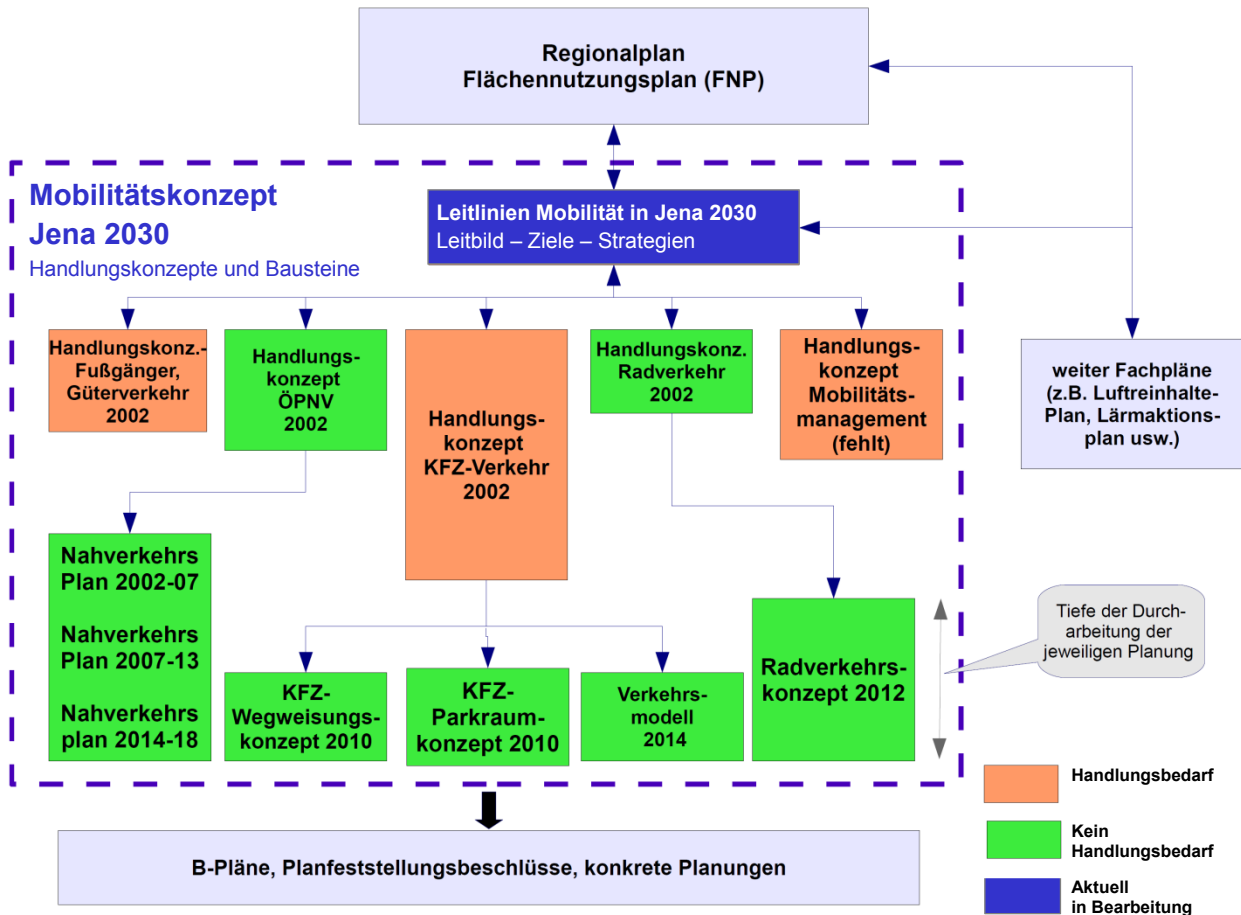 Regionalplan
Flächennutzungsplan (FNP)
Mobilitätskonzept
Jena 2030
Handlungskonzepte und Bausteine
Leitlinien Mobilität in Jena 2030
Leitbild – Ziele – Strategien
Handlungskonz.-
Fußgänger,
Güterverkehr
2002
Handlungs-
konzept
ÖPNV
2002
Handlungs-
konzept
KFZ-Verkehr
2002
Handlungskonz.
Radverkehr
2002
Handlungs-
konzept
Mobilitäts-
management
(fehlt)
weiter Fachpläne
(z.B. Luftreinhalte-
Plan, Lärmaktions-
plan usw.)
Nahverkehrs
Plan 2002-07
Nahverkehrs
Plan 2007-13
Nahverkehrs
plan 2014-18
KFZ-
Wegweisungs-
konzept 2010
KFZ-
Parkraum-
konzept 2010
Verkehrs-
modell
2014
Radverkehrs-
konzept 2012
Tiefe der Durch-
arbeitung der
jeweiligen Planung
B-Pläne, Planfeststellungsbeschlüsse, konkrete Planungen
Handlungsbedarf
Kein
Handlungsbedarf
Aktuell
in Bearbeitung